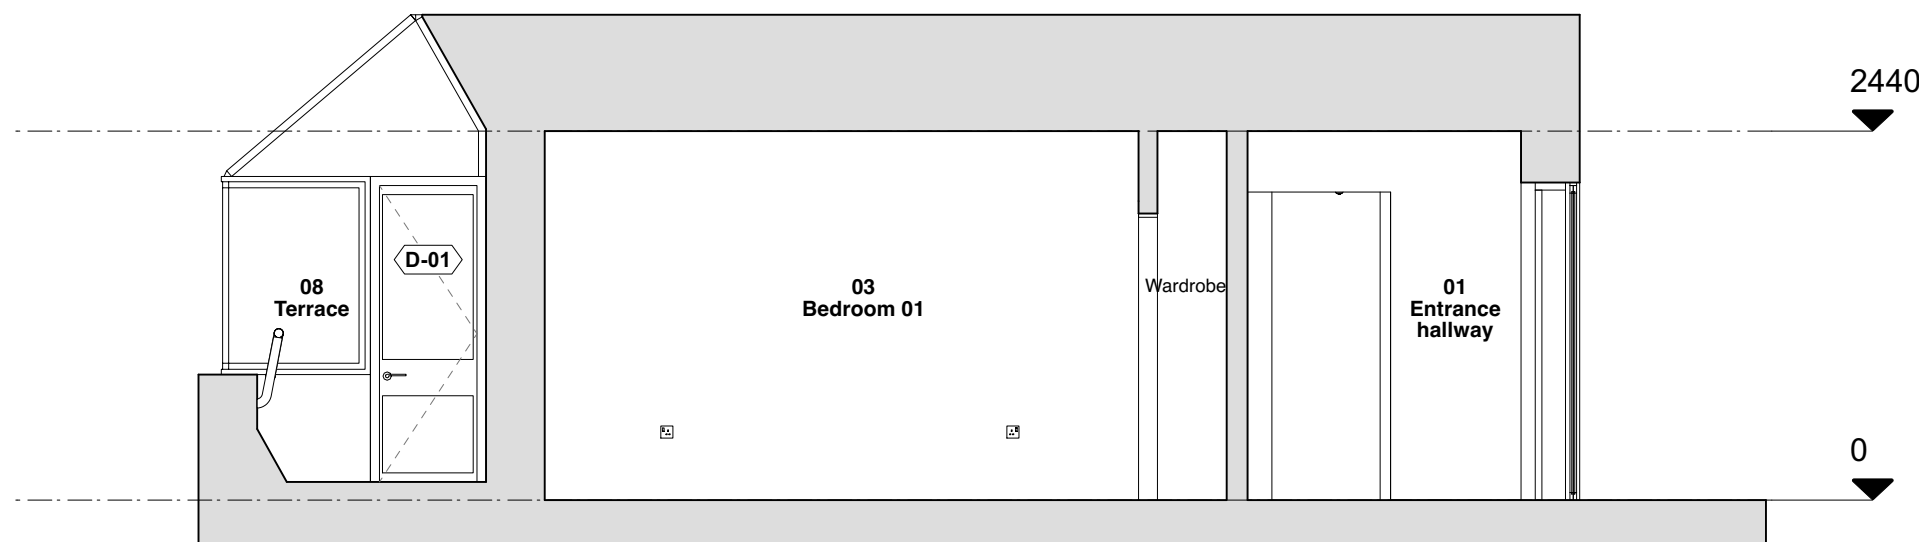 2440
D-01
08
Terrace
03
Bedroom 01
Wardrobe
01
Entrance
hallway
0